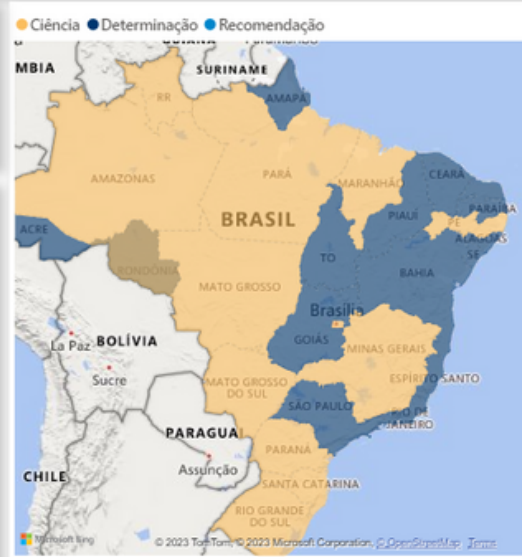 Ciência Determinação Recomendação
MBIA
SURINAME
RR
AMAPÁ
AMAZONAS
PARÁ
MARANHÃO
CEARÁ
BRASIL
PARAÍBA
PIAUÍ
PE
ACRE
ALAGOAS
TO
SE
RONDÔNIA
BAHIA
MATO GROSSO
Brasília
La Paz
BOLÍVIA
GOIÁS
MINAS GERAIS
Sucre
MATO GROSSO
DO SUL
ESPÍRITO SANTO
SÃO PAULO
RIO DE
JANEIRO
PARAGUAI
PARANÁ
Assunção
CHILE
SANTA CATARINA
RIO GRANDE
DO SUL
Microsoft Bing
© 2023 TomTom, © 2023 Microsoft Corporation, © OpenStreetMap Terms